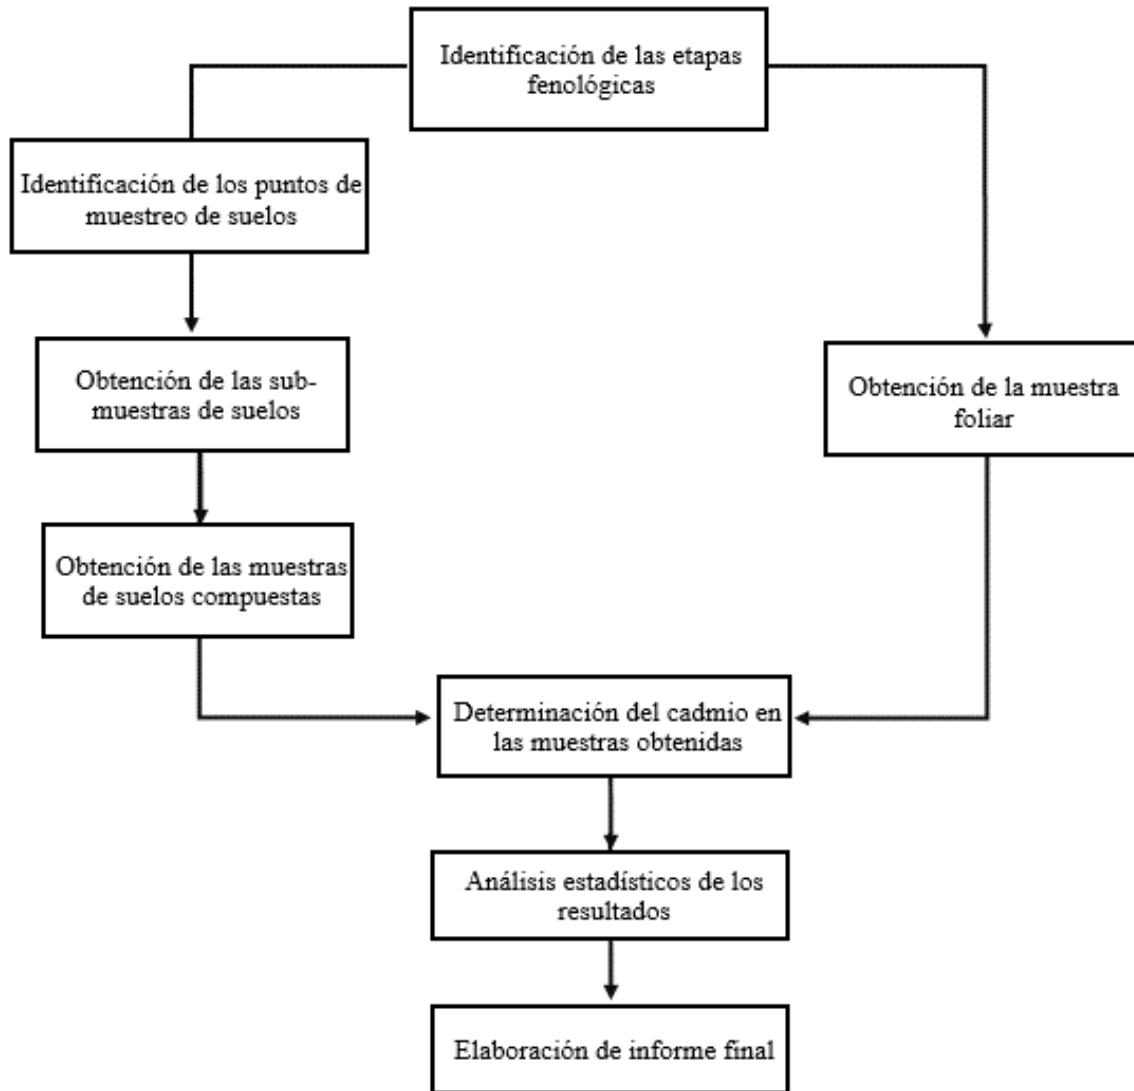 Identificación de las etapas
fenológicas
Identificación de los puntos de
muestreo de suelos
Obtención de las sub-
muestras de suelos
Obtención de la muestra
foliar
Obtención de las muestras
de suelos compuestas
Determinación del cadmio en
las muestras obtenidas
Análisis estadísticos de los
resultados
Elaboración de informe final